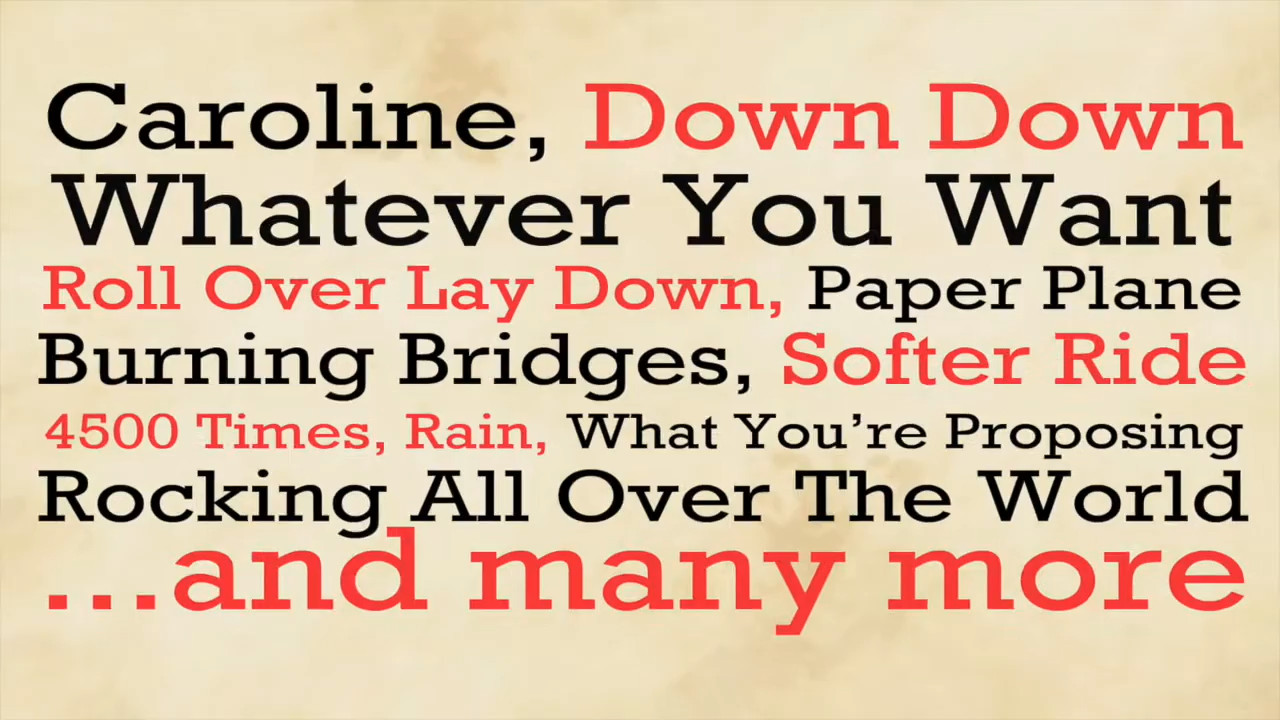 Caroline, Down Down
Whatever You Want
Roll Over Lay Down, Paper Plane
Burning Bridges, Softer Ride
4500 Times, Rain, What You’re Proposing
Rocking All Over The World
...and many more